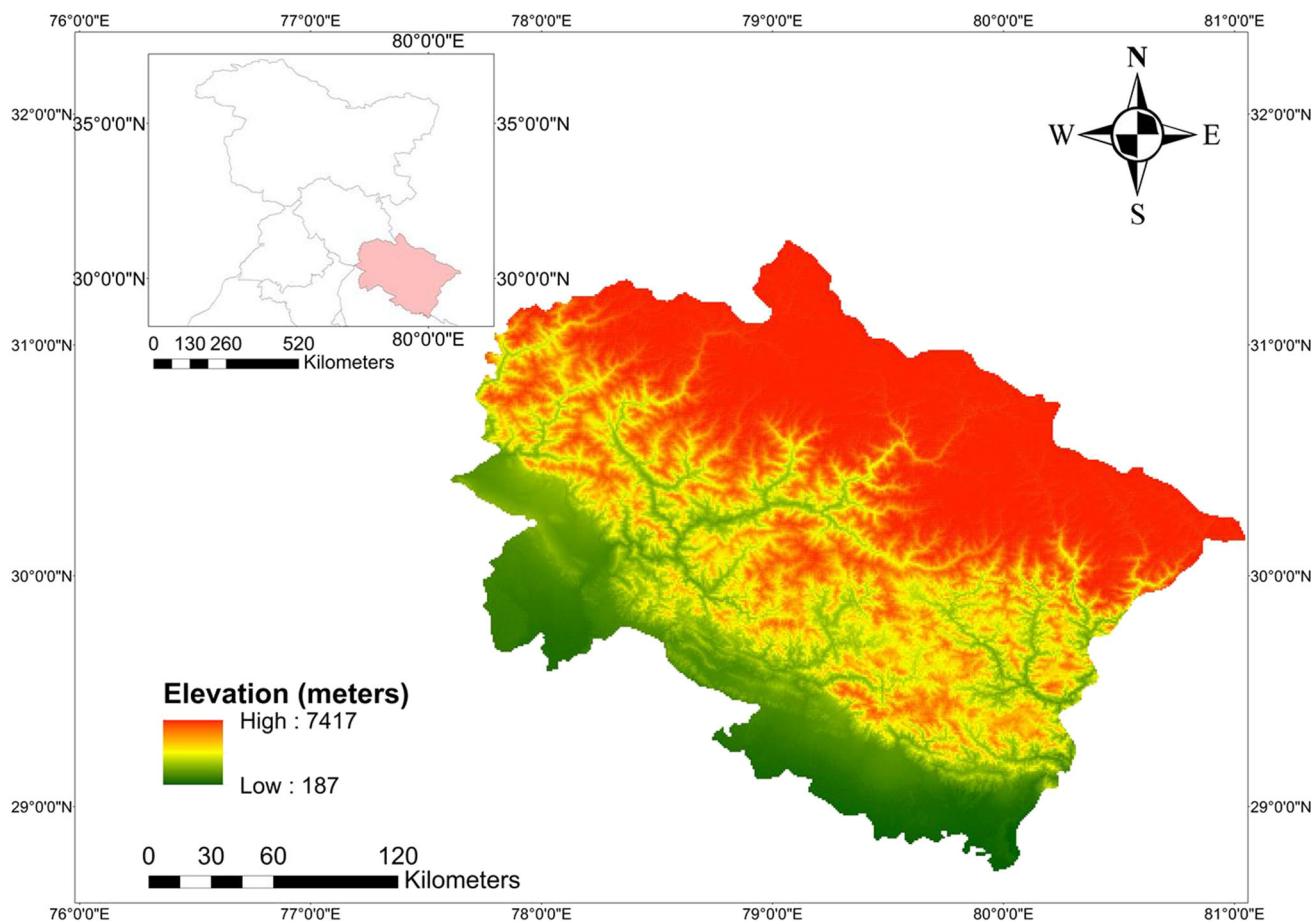 76°0'0"E 77°0'0"E 78°0'0"E 79°0'0"E 80°0'0"E 81°0'0"E
80°0'0"E
N
32°0'0"N 35°0'0"N 35°0'0"N 32°0'0"N
W E
S
30°0'0"N 30°0'0"N
80°0'0"E
31°0'0"N 31°0'0"N
0 130 260 520
Kilometers
30°0'0"N 30°0'0"N
Elevation (meters)
High : 7417
Low : 187
29°0'0"N 29°0'0"N
0 30 60 120
Kilometers
76°0'0"E 77°0'0"E 78°0'0"E 79°0'0"E 80°0'0"E 81°0'0"E